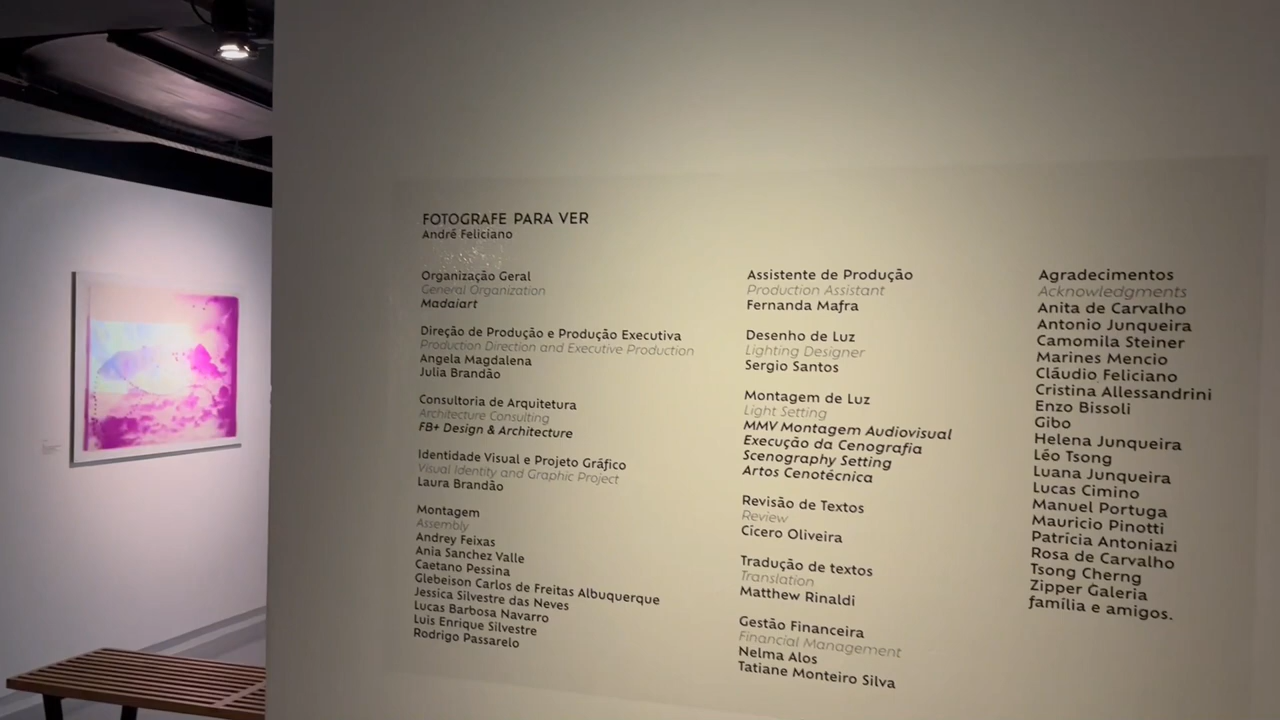 FOTOGRAFE PARA VER
André Feliciano
Organização Geral
General Organization
Madaiart
Direção de Produção e Produção Executiva
Production Direction and Executive Production
Angela Magdalena
Julia Brandão
Consultoria de Arquitetura
Architecture Consulting
FB+ Design & Architecture
Identidade Visual e Projeto Gráfico
Visual Identity and Graphic Project
Laura Brandão
Montagem
Assembly
Andrey Feixas
Ania Sanchez Valle
Caetano Pessina
Glebeison Carlos de Freitas Albuquerque
Jessica Silvestre das Neves
Lucas Barbosa Navarro
Luis Enrique Silvestre
Rodrigo Passarelo
Assistente de Produção
Production Assistant
Fernanda Mafra
Desenho de Luz
Lighting Designer
Sergio Santos
Montagem de Luz
Light Setting
MMV Montagem Audiovisual
Execução da Cenografia
Scenography Setting
Artos Cenotécnica
Revisão de Textos
Review
Cícero Oliveira
Tradução de textos
Translation
Matthew Rinaldi
Gestão Financeira
Financial Management
Nelma Alos
Tatiane Monteiro Silva
Agradecimentos
Acknowledgments
Anita de Carvalho
Antonio Junqueira
Camomila Steiner
Marines Mencio
Cláudio Feliciano
Cristina Allessandrini
Enzo Bissoli
Gibo
Helena Junqueira
Léo Tsong
Luana Junqueira
Lucas Cimino
Manuel Portuga
Mauricio Pinotti
Patrícia Antoniazi
Rosa de Carvalho
Tsong Cherng
Zipper Galeria
família e amigos.